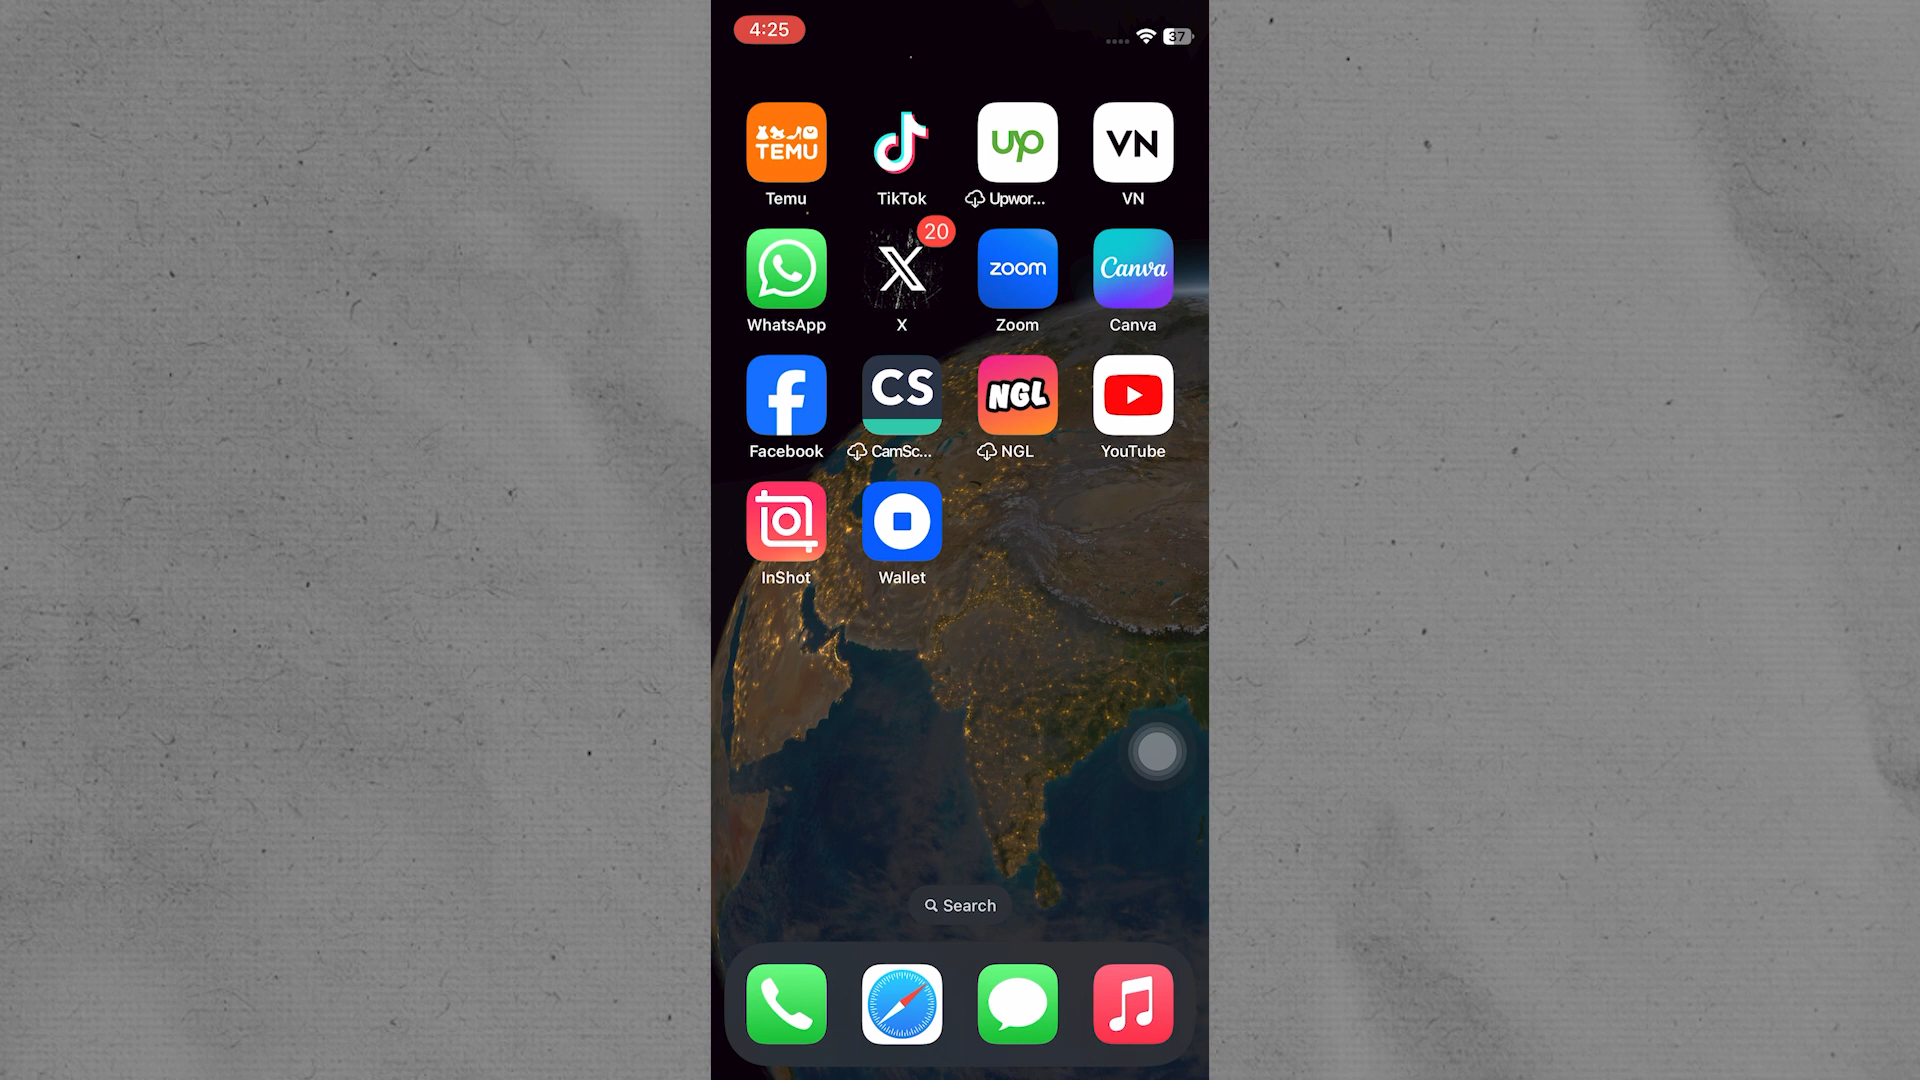 4:25
37
TEMU
UP
VN
Temu
TikTok
Upwor...
VN
20
X
zoom
Canva
WhatsApp
X
Zoom
Canva
f
CS
NGL
Facebook
CamSc...
NGL
YouTube
InShot
Wallet
Search